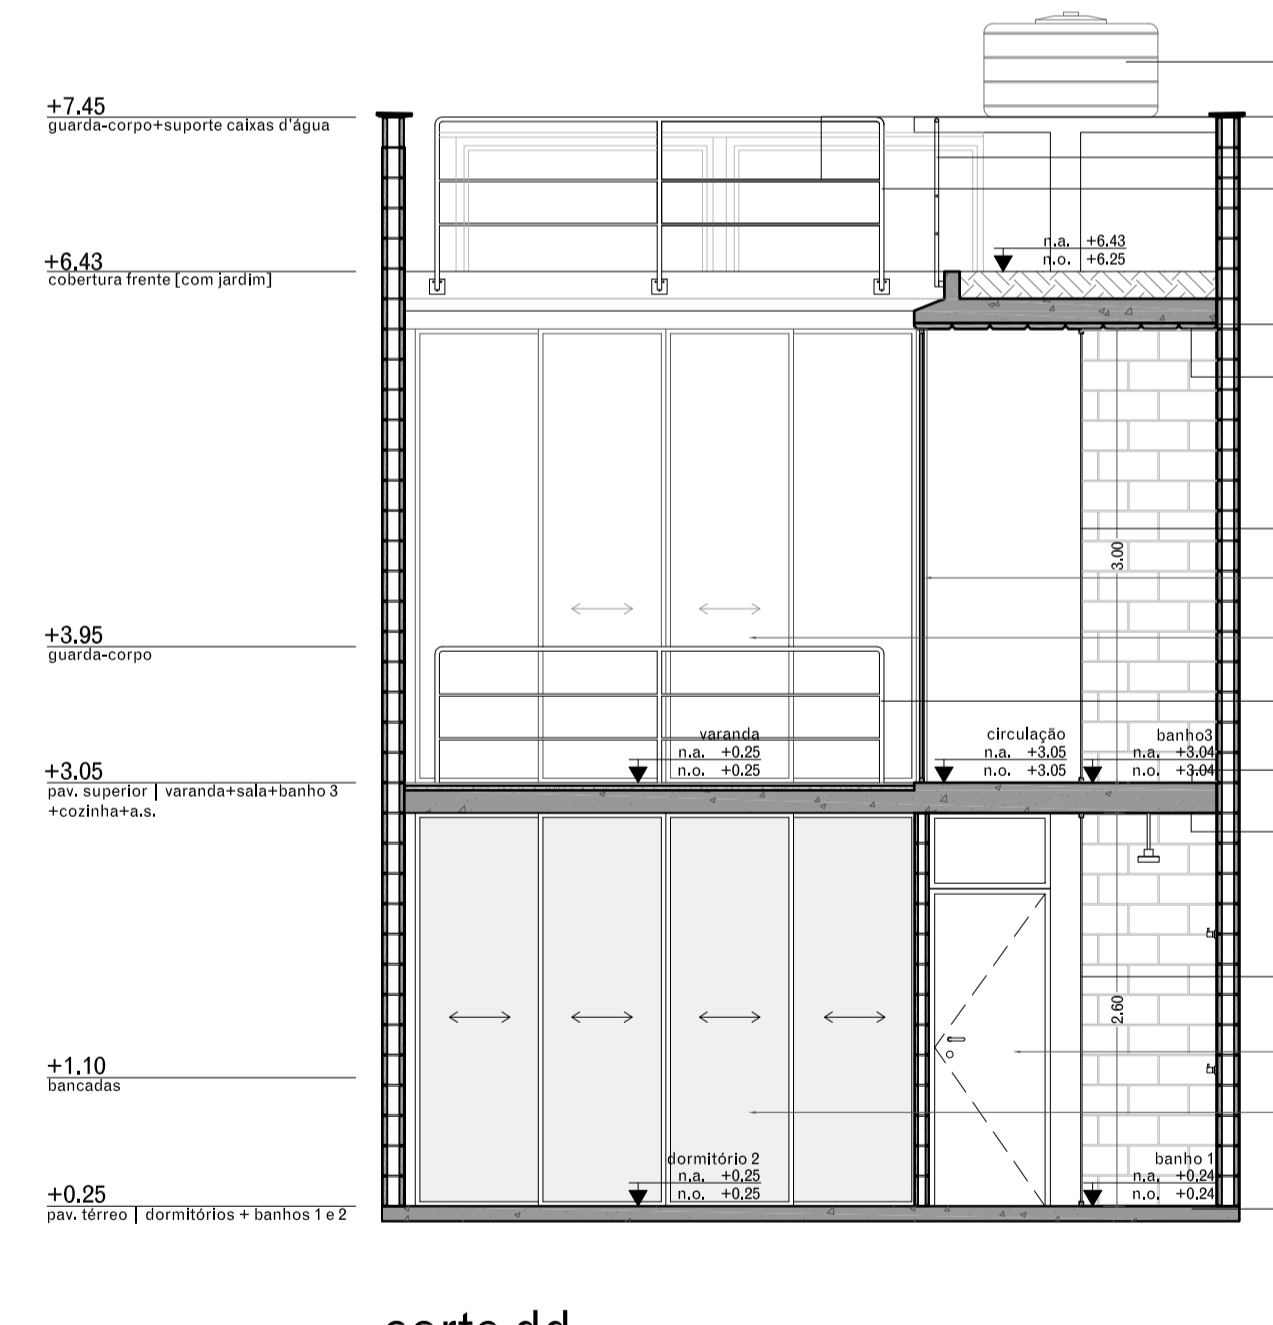 +7.45
guarda-corpo+suporte caixas d'água
n.a. +6.43
n.o. +6.25
+6.43
cobertura frente [com jardim]
3.00
+3.95
guarda-corpo
varanda
n.a. +0.25
n.o. +0.25
circulação
n.a. +3.05
n.o. +3.05
banho3
n.a. +3.04
n.o. +3.04
+3.05
pav. superior | varanda+sala+banho 3
+cozinha+a.s.
2.60
+1.10
bancadas
dormitório 2
n.a. +0.25
n.o. +0.25
banho 1
n.a. +0.24
n.o. +0.24
+0.25
pav. térreo | dormitórios + banhos 1 e 2
corte dd